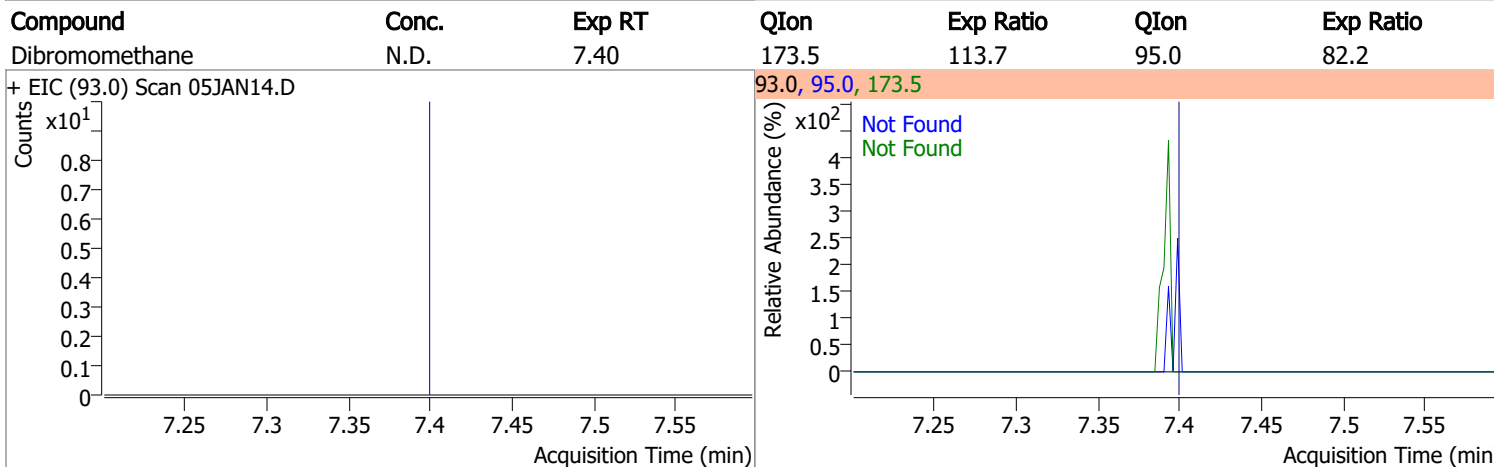 Compound Conc. Exp RT QIon Exp Ratio QIon Exp Ratio
Dibromomethane N.D. 7.40 173.5 113.7 95.0 82.2
+ EIC (93.0) Scan 05JAN14.D
Counts
x10¹
0.8
0.7
0.6
0.5
0.4
0.3
0.2
0.1
0
7.25 7.3 7.35 7.4 7.45 7.5 7.55
Acquisition Time (min)
93.0, 95.0, 173.5
Relative Abundance (%)
x10²
Not Found
Not Found
4
3.5
3
2.5
2
1.5
1
0.5
0
7.25 7.3 7.35 7.4 7.45 7.5 7.55
Acquisition Time (min